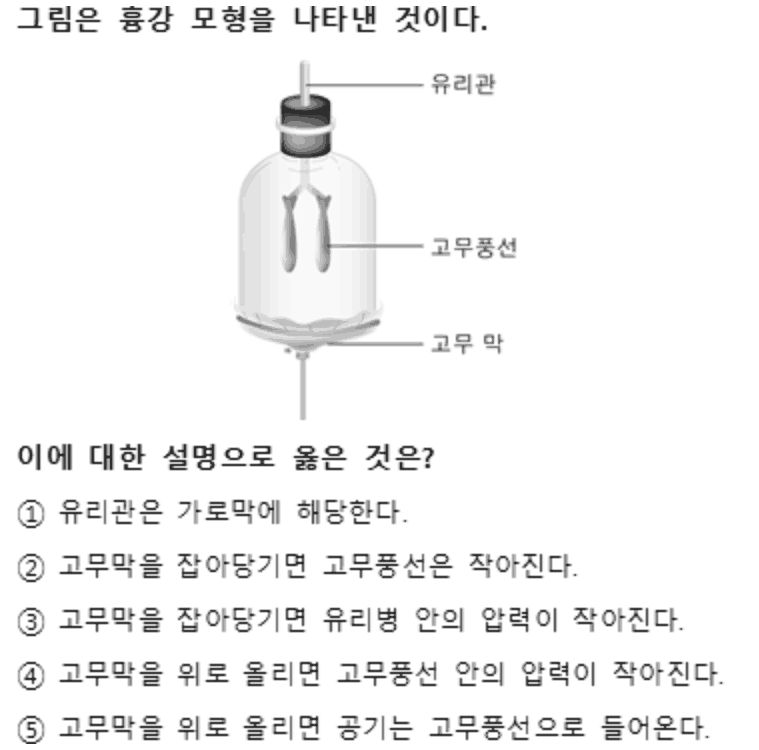 그림은 흉강 모형을 나타낸 것이다.
유리관
고무풍선
고무 막
이에 대한 설명으로 옳은 것은?
① 유리관은 가로막에 해당한다.
② 고무막을 잡아당기면 고무풍선은 작아진다.
③ 고무막을 잡아당기면 유리병 안의 압력이 작아진다.
④ 고무막을 위로 올리면 고무풍선 안의 압력이 작아진다.
⑤ 고무막을 위로 올리면 공기는 고무풍선으로 들어온다.